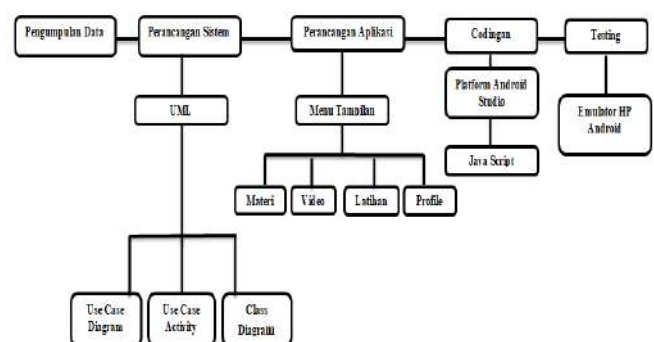 Pengumpulan Data
Perancangan Sistem
Perancangan Aplikasi
Codingan
Testing
UML
Menu Tampilan
Platform Android
Studio
Emulator HP
Android
Java Script
Materi
Video
Latihan
Profile
Use Case
Diagram
Use Case
Activity
Class
Diagram